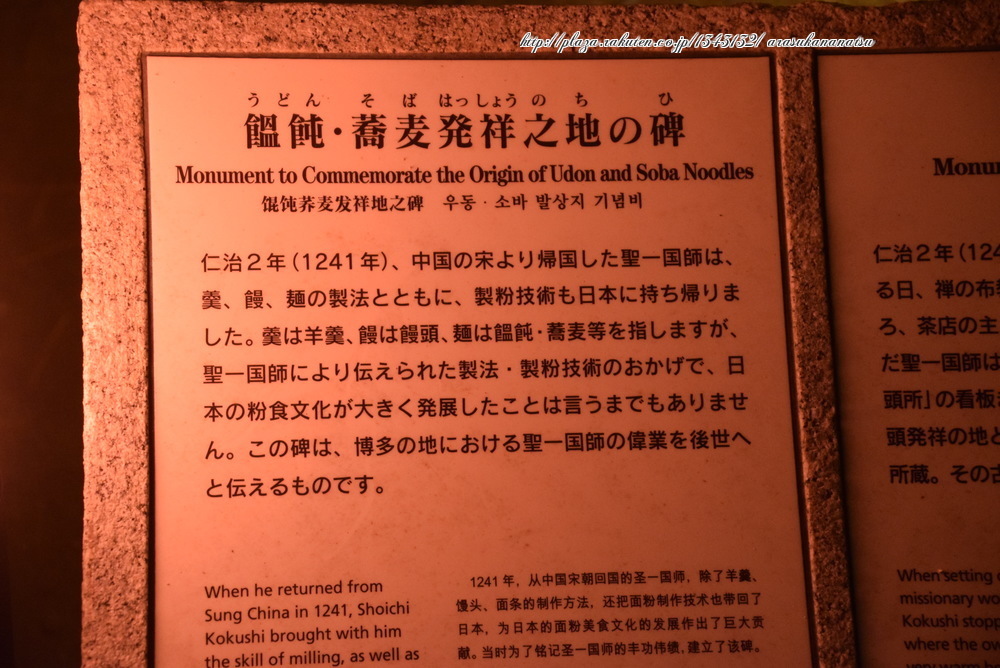 http://plaza.rakuten.co.jp/1343132/ arasukananatsu
うどん そば はっしょう の ち ひ
饂飩・蕎麦発祥之地の碑
Monument to Commemorate the Origin of Udon and Soba Noodles
馄饨荞麦发祥地之碑 우동・소바 발상지 기념비
仁治2年(1241年)、中国の宋より帰国した聖一国師は、
羹、饅、麺の製法とともに、製粉技術も日本に持ち帰りま
した。羹は羊羹、饅は饅頭、麺は饂飩・蕎麦等を指しますが、
聖一国師により伝えられた製法・製粉技術のおかげで、日
本の粉食文化が大きく発展したことは言うまでもありませ
ん。この碑は、博多の地における聖一国師の偉業を後世へ
と伝えるものです。
When he returned from
Sung China in 1241, Shoichi
Kokushi brought with him
the skill of milling, as well as
1241年，从中国宋朝回国的圣一国师，除了羊羹、
馒头、面条的制作方法，还把面粉制作技术也带回了
日本，为日本的面粉美食文化的发展作出了巨大贡
献。当时为了铭记圣一国师的丰功伟绩，建立了该碑。
Monu
仁治2年(124
る日、禅の布教
ろ、茶店の主
だ聖一国師は
頭所」の看板
頭発祥の地と
所蔵。その古
When setting
missionary wo
Kokushi stopp
where the ow